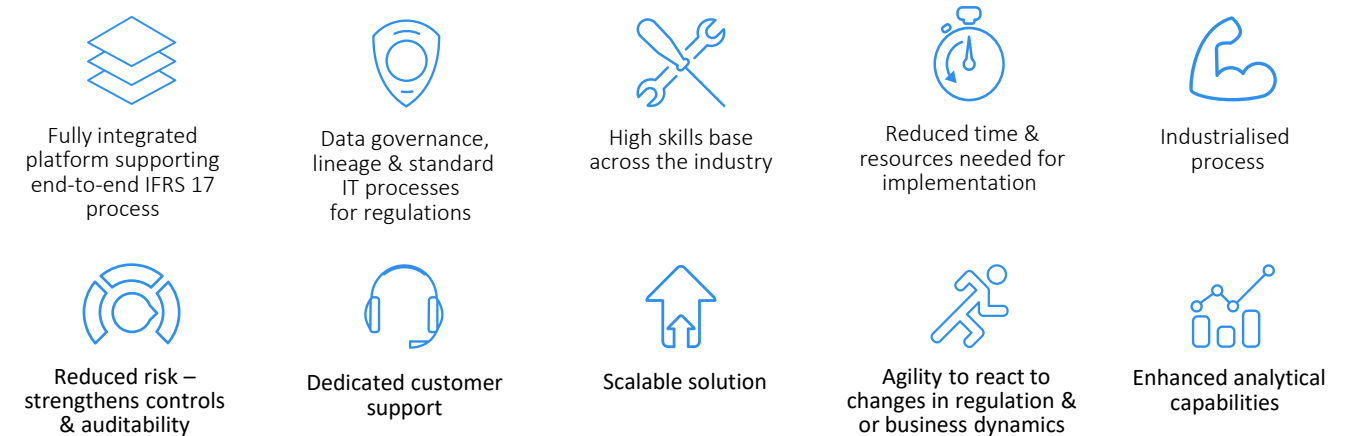 Fully integrated
platform supporting
end-to-end IFRS 17
process
Data governance,
lineage & standard
IT processes
for regulations
High skills base
across the industry
Reduced time &
resources needed for
implementation
Industrialised
process
Reduced risk –
strengthens controls
& auditability
Dedicated customer
support
Scalable solution
Agility to react to
changes in regulation &
or business dynamics
Enhanced analytical
capabilities